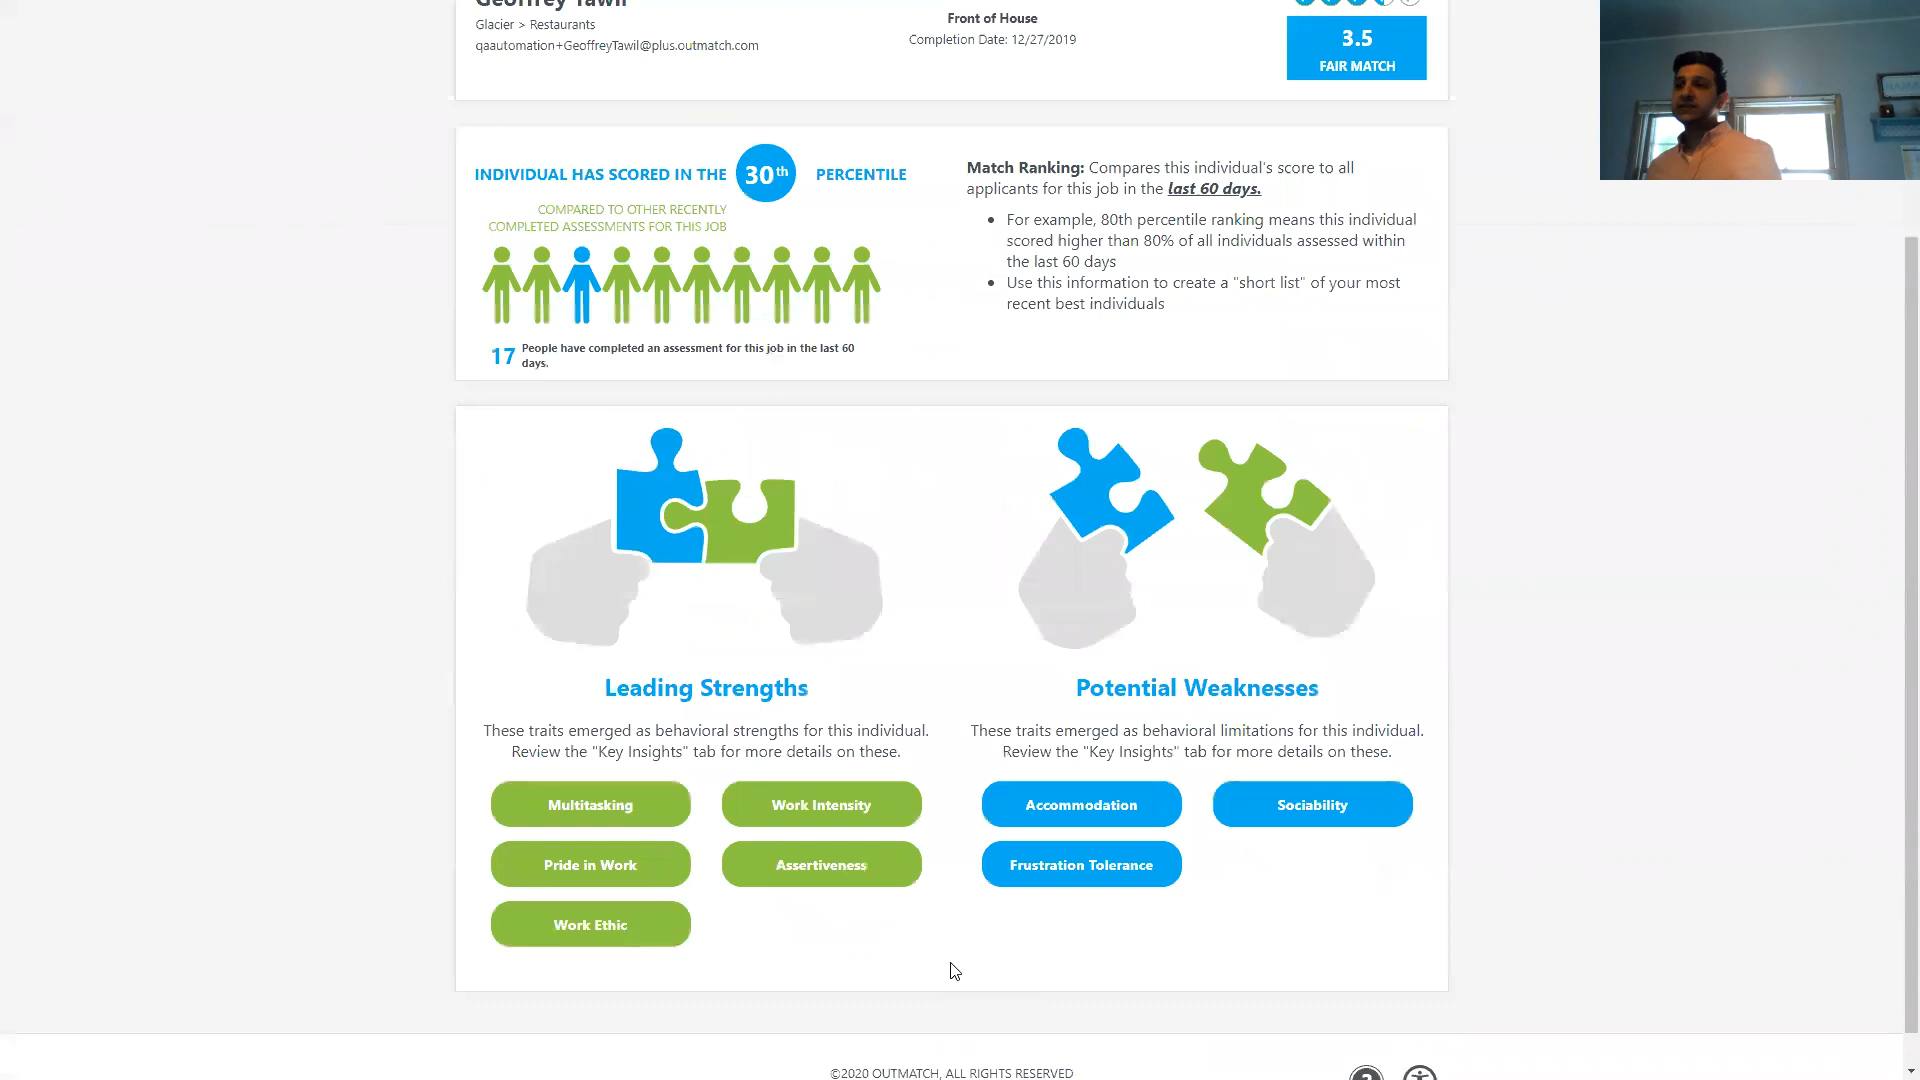 Geoffrey Tawil
Glacier > Restaurants
qaautomation+GeoffreyTawil@plus.outmatch.com
Front of House
Completion Date: 12/27/2019
3.5
FAIR MATCH
INDIVIDUAL HAS SCORED IN THE 30th PERCENTILE
COMPARED TO OTHER RECENTLY
COMPLETED ASSESSMENTS FOR THIS JOB
17 People have completed an assessment for this job in the last 60
days.
Match Ranking: Compares this individual's score to all
applicants for this job in the last 60 days.
• For example, 80th percentile ranking means this individual
scored higher than 80% of all individuals assessed within
the last 60 days
• Use this information to create a "short list" of your most
recent best individuals
Leading Strengths
These traits emerged as behavioral strengths for this individual.
Review the "Key Insights" tab for more details on these.
Multitasking
Work Intensity
Pride in Work
Assertiveness
Work Ethic
Potential Weaknesses
These traits emerged as behavioral limitations for this individual.
Review the "Key Insights" tab for more details on these.
Accommodation
Sociability
Frustration Tolerance
©2020 OUTMATCH, ALL RIGHTS RESERVED